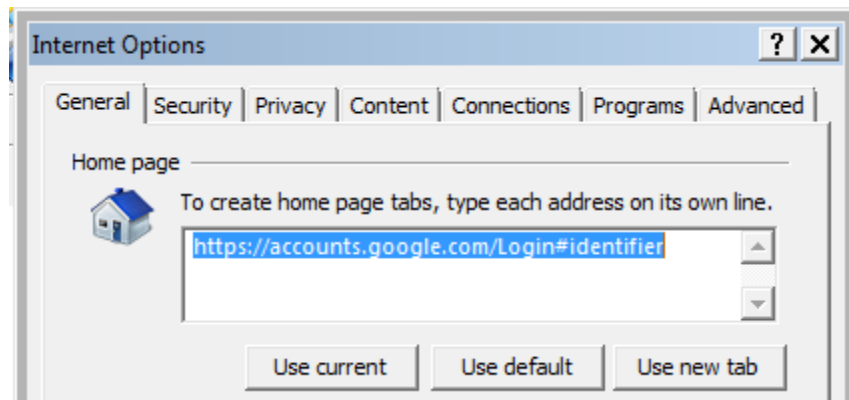 Internet Options ? X
General Security Privacy Content Connections Programs Advanced
Home page
To create home page tabs, type each address on its own line.
https://accounts.google.com/Login#identifier
Use current Use default Use new tab